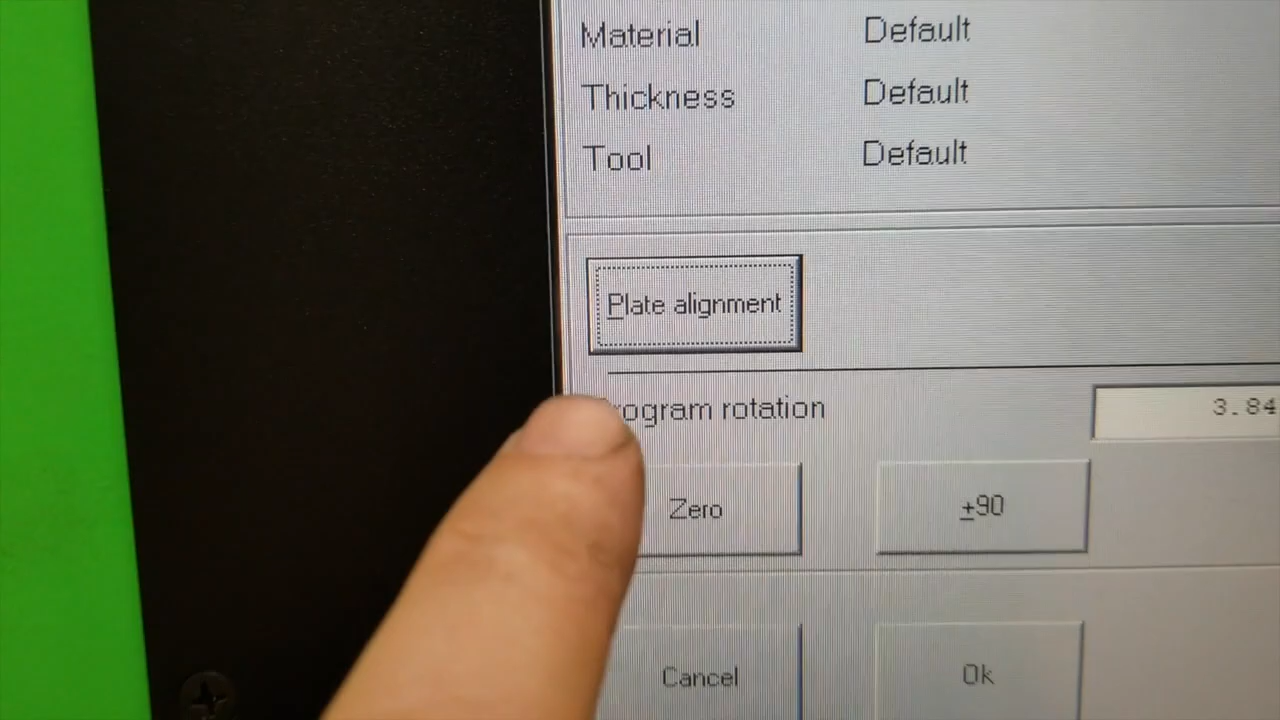 Material Default
Thickness Default
Tool Default
Plate alignment
rogram rotation 3.84
Zero +90
Cancel Ok